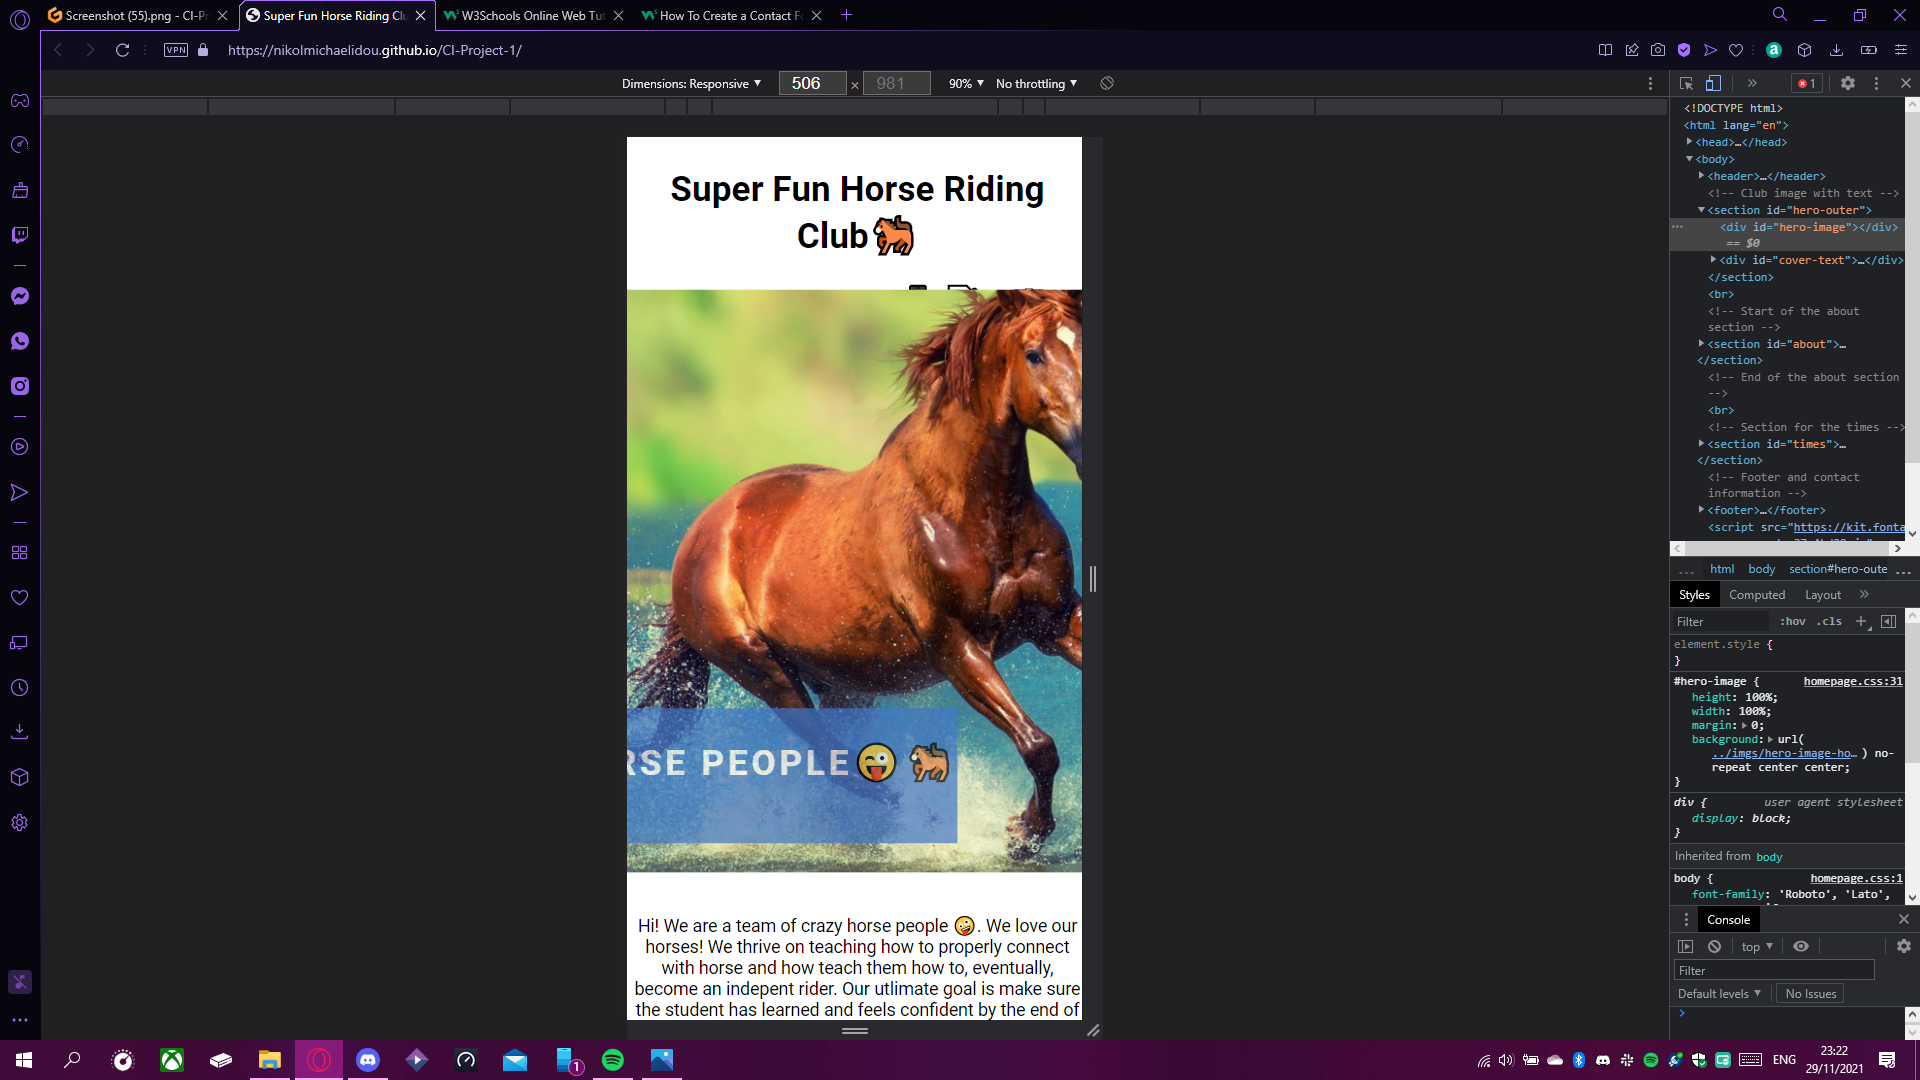 Screenshot (55).png - CI-Pr
Super Fun Horse Riding Clu
W3Schools Online Web Tut
How To Create a Contact Fo
VPN
https://nikolmichaelidou.github.io/CI-Project-1/
Dimensions: Responsive
506 × 981
90%
No throttling
1
<!DOCTYPE html>
<html lang="en">
<head>…</head>
<body>
<header>…</header>
<!-- Club image with text -->
<section id="hero-outer">
<div id="hero-image"></div>
== $0
<div id="cover-text">…</div>
</section>
<br>
<!-- Start of the about
section -->
<section id="about">…
</section>
<!-- End of the about section
-->
<br>
<!-- Section for the times -->
<section id="times">…
</section>
<!-- Footer and contact
information -->
<footer>…</footer>
<script src="https://kit.fonta
html body section#hero-oute ...
Styles Computed Layout
Filter :hov .cls
element.style {
}
#hero-image { homepage.css:31
height: 100%;
width: 100%;
margin: 0;
background: url(
../imgs/hero-image-ho… ) no-
repeat center center;
}
div { user agent stylesheet
display: block;
}
Inherited from body
body { homepage.css:1
font-family: 'Roboto', 'Lato',
Console
top
Filter
Default levels No Issues
Super Fun Horse Riding
Club
RSE PEOPLE
Hi! We are a team of crazy horse people 🤪. We love our
horses! We thrive on teaching how to properly connect
with horse and how teach them how to, eventually,
become an indepent rider. Our utlimate goal is make sure
the student has learned and feels confident by the end of
1
ENG
23:22
29/11/2021